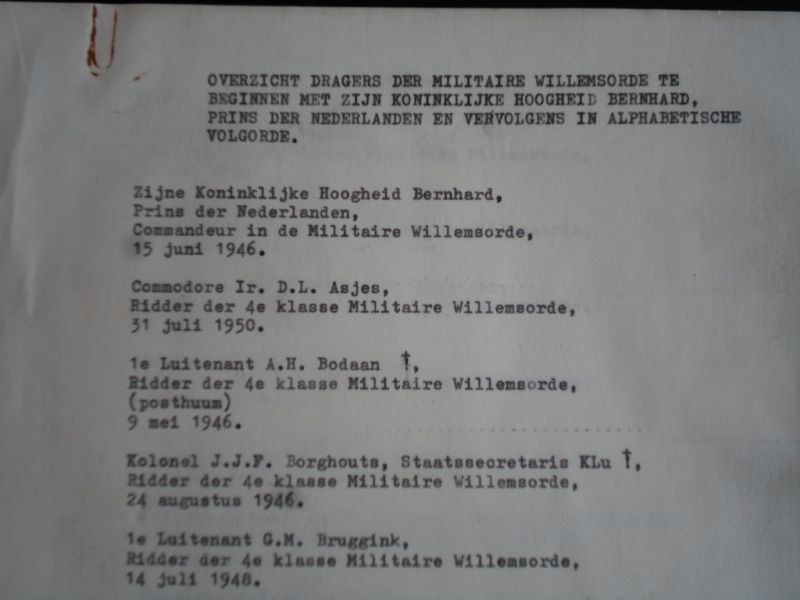 OVERZICHT DRAGERS DER MILITAIRE WILLEMSORDE TE
BEGINNEN MET ZIJN KONINKLIJKE HOOGHEID BERNHARD,
PRINS DER NEDERLANDEN EN VERVOLGENS IN ALPHABETISCHE
VOLGORDE.
Zijne Koninklijke Hoogheid Bernhard,
Prins der Nederlanden,
Commandeur in de Militaire Willemsorde,
15 juni 1946.
Commodore Ir. D.L. Asjes,
Ridder der 4e klasse Militaire Willemsorde,
31 juli 1950.
1e Luitenant A.H. Bodaan †,
Ridder der 4e klasse Militaire Willemsorde,
(posthuum)
9 mei 1946.
Kolonel J.J.F. Borghouts, Staatssecretaris KLu †,
Ridder der 4e klasse Militaire Willemsorde,
24 augustus 1946.
1e Luitenant G.M. Bruggink,
Ridder der 4e klasse Militaire Willemsorde,
14 juli 1948.